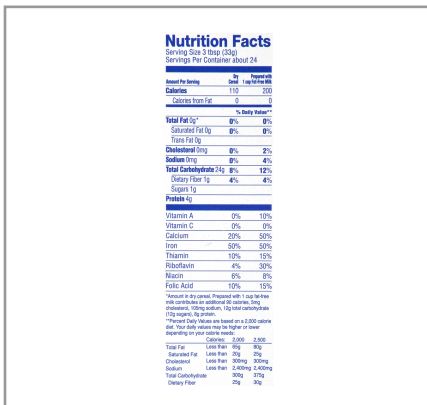 Nutrition Facts
Serving Size 3 tbsp (33g)
Servings Per Container about 24
Amount Per Serving Dry Cereal Prepared with 1 cup Fat-Free Milk
Calories 110 200
Calories from Fat 0 0
% Daily Value**
Total Fat 0g* 0% 0%
Saturated Fat 0g 0% 0%
Trans Fat 0g
Cholesterol 0mg 0% 2%
Sodium 0mg 0% 4%
Total Carbohydrate 24g 8% 12%
Dietary Fiber 1g 4% 4%
Sugars 1g
Protein 4g
Vitamin A 0% 10%
Vitamin C 0% 0%
Calcium 20% 50%
Iron 50% 50%
Thiamin 10% 15%
Riboflavin 4% 30%
Niacin 6% 8%
Folic Acid 10% 15%
*Amount in dry cereal. Prepared with 1 cup fat-free
milk contributes an additional 90 calories, 5mg
cholesterol, 105mg sodium, 12g total carbohydrate
(12g sugars), 8g protein.
**Percent Daily Values are based on a 2,000 calorie
diet. Your daily values may be higher or lower
depending on your calorie needs:
Calories: 2,000 2,500
Total Fat Less than 65g 80g
Saturated Fat Less than 20g 25g
Cholesterol Less than 300mg 300mg
Sodium Less than 2,400mg 2,400mg
Total Carbohydrate 300g 375g
Dietary Fiber 25g 30g